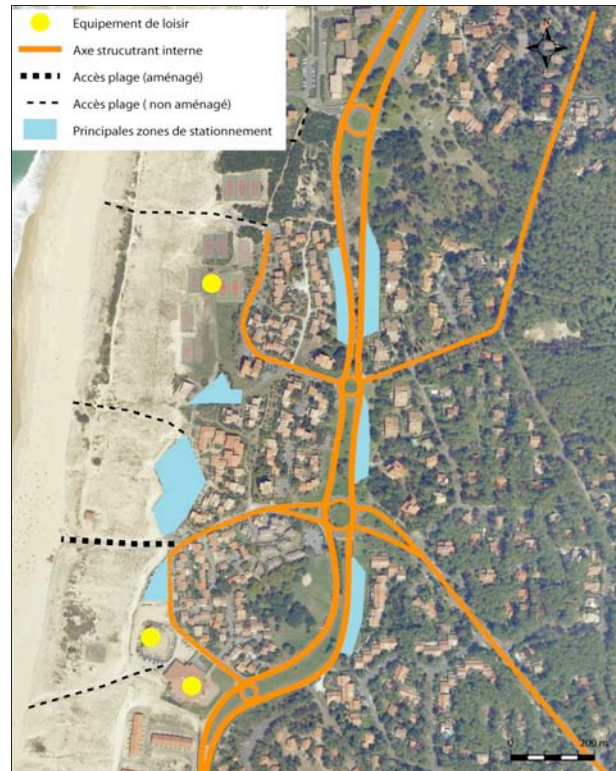 Equipement de loisir
Axe strucutrant interne
Accès plage (aménagé)
Accès plage ( non aménagé)
Principales zones de stationnement
N
0
200 m